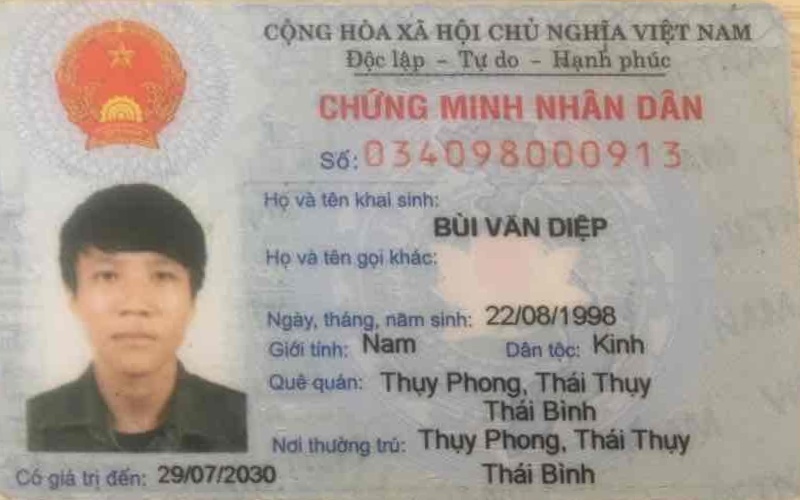 CỘNG HÒA XÃ HỘI CHỦ NGHĨA VIỆT NAM
Độc lập - Tự do - Hạnh phúc
CHỨNG MINH NHÂN DÂN
Số: 034098000913
Họ và tên khai sinh:
BÙI VĂN DIỆP
Họ và tên gọi khác:
Ngày, tháng, năm sinh: 22/08/1998
Giới tính: Nam Dân tộc: Kinh
Quê quán: Thụy Phong, Thái Thụy
Thái Bình
Nơi thường trú: Thụy Phong, Thái Thụy
Thái Bình
Có giá trị đến: 29/07/2030